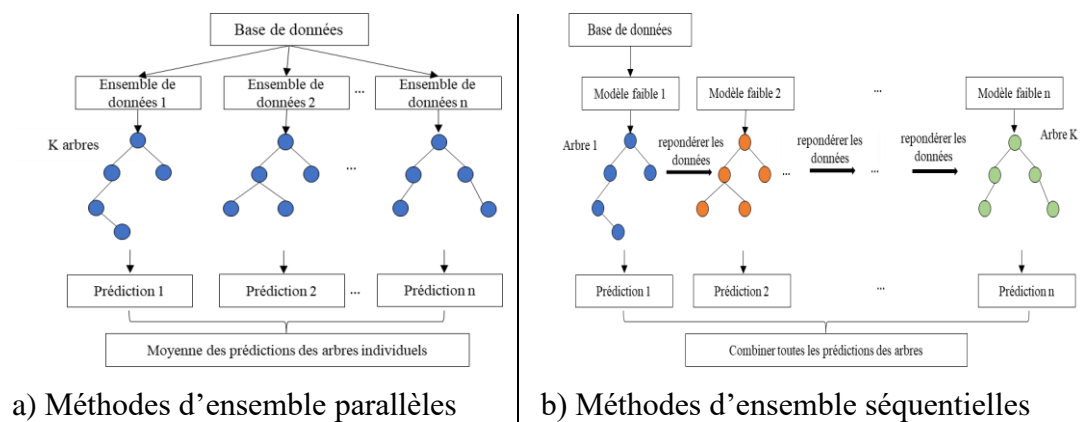 Base de données
Ensemble de
données 1
Ensemble de
données 2
...
Ensemble de
données n
K arbres
...
Prédiction 1
Prédiction 2
...
Prédiction n
Moyenne des prédictions des arbres individuels
a) Méthodes d’ensemble parallèles
Base de données
Modèle faible 1
Modèle faible 2
...
Modèle faible n
Arbre 1
repondérer les
données
...
repondérer les
données
...
repondérer les
données
Arbre K
Prédiction 1
Prédiction 2
...
Prédiction n
Combiner toutes les prédictions des arbres
b) Méthodes d’ensemble séquentielles